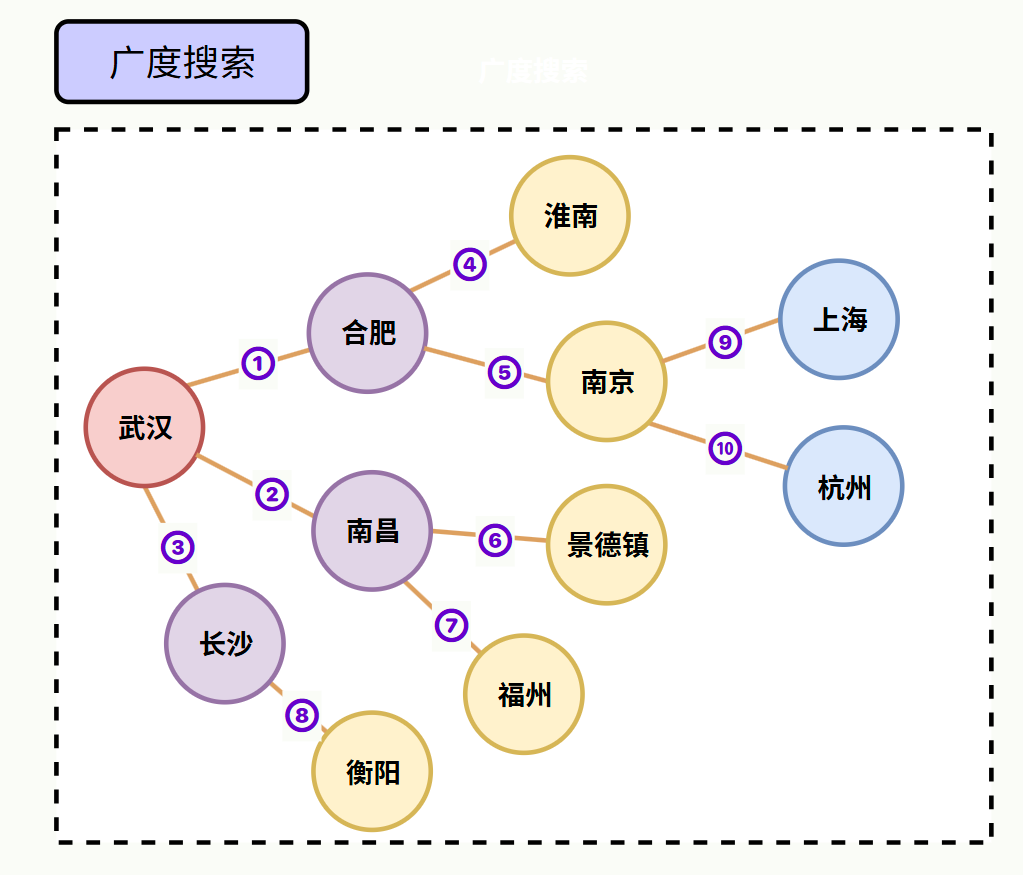 广度搜索
广度搜索
淮南
④
合肥
上海
①
⑤
南京
⑨
武汉
⑩
②
杭州
南昌
⑥
景德镇
③
⑦
长沙
福州
⑧
衡阳